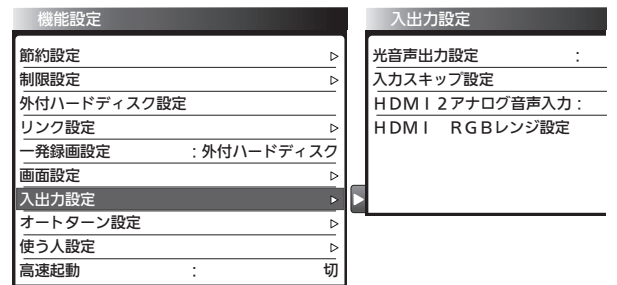 機能設定
節約設定
制限設定
外付ハードディスク設定
リンク設定
一発録画設定 :外付ハードディスク
画面設定
入出力設定
オートターン設定
使う人設定
高速起動 : 切
入出力設定
光音声出力設定 :
入力スキップ設定
HDMI2アナログ音声入力:
HDMI RGBレンジ設定